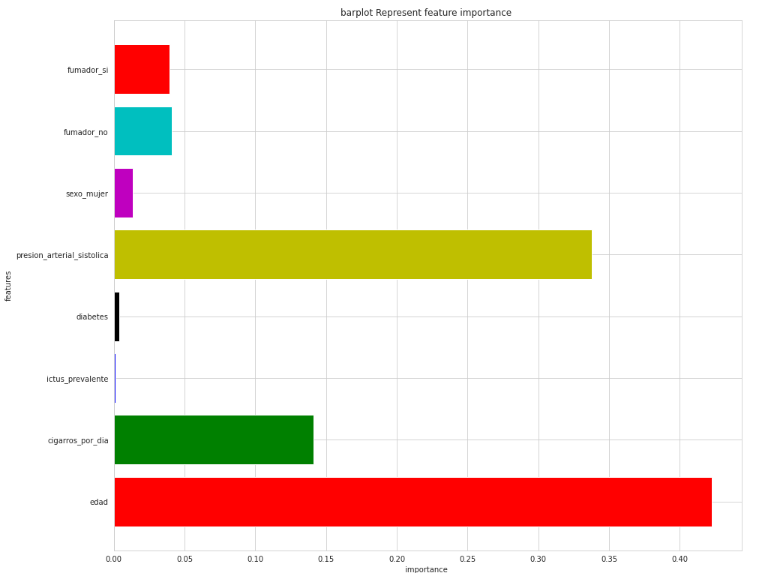 barplot Represent feature importance
fumador_si
fumador_no
sexo_mujer
presion_arterial_sistolica
diabetes
ictus_prevalente
cigarros_por_dia
edad
features
0.00 0.05 0.10 0.15 0.20 0.25 0.30 0.35 0.40
importance